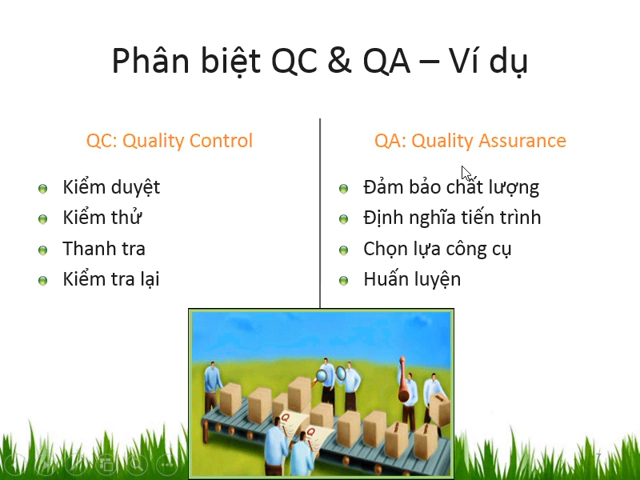 Phân biệt QC & QA – Ví dụ
QC: Quality Control
Kiểm duyệt
Kiểm thử
Thanh tra
Kiểm tra lại
QA: Quality Assurance
Đảm bảo chất lượng
Định nghĩa tiến trình
Chọn lựa công cụ
Huấn luyện
7